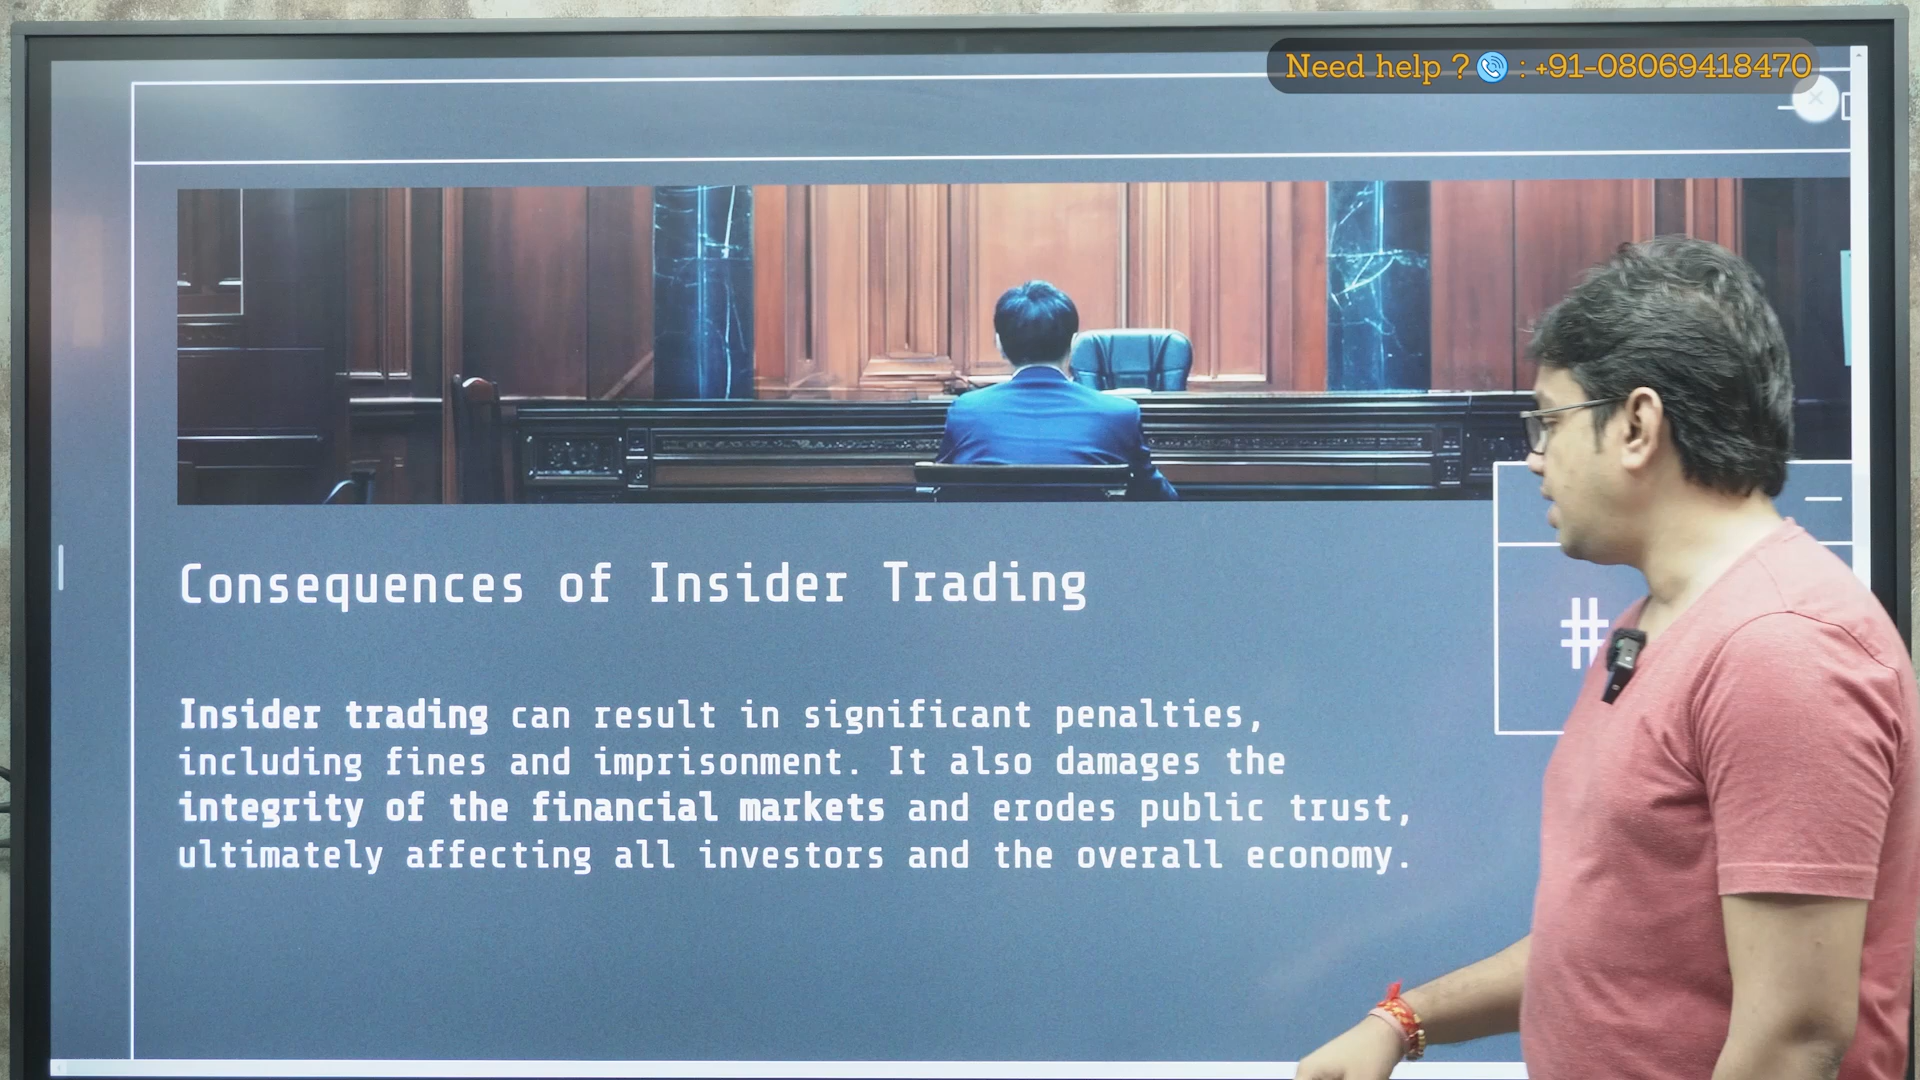 Need help ? : +91-08069418470
Consequences of Insider Trading
#
Insider trading can result in significant penalties,
including fines and imprisonment. It also damages the
integrity of the financial markets and erodes public trust,
ultimately affecting all investors and the overall economy.